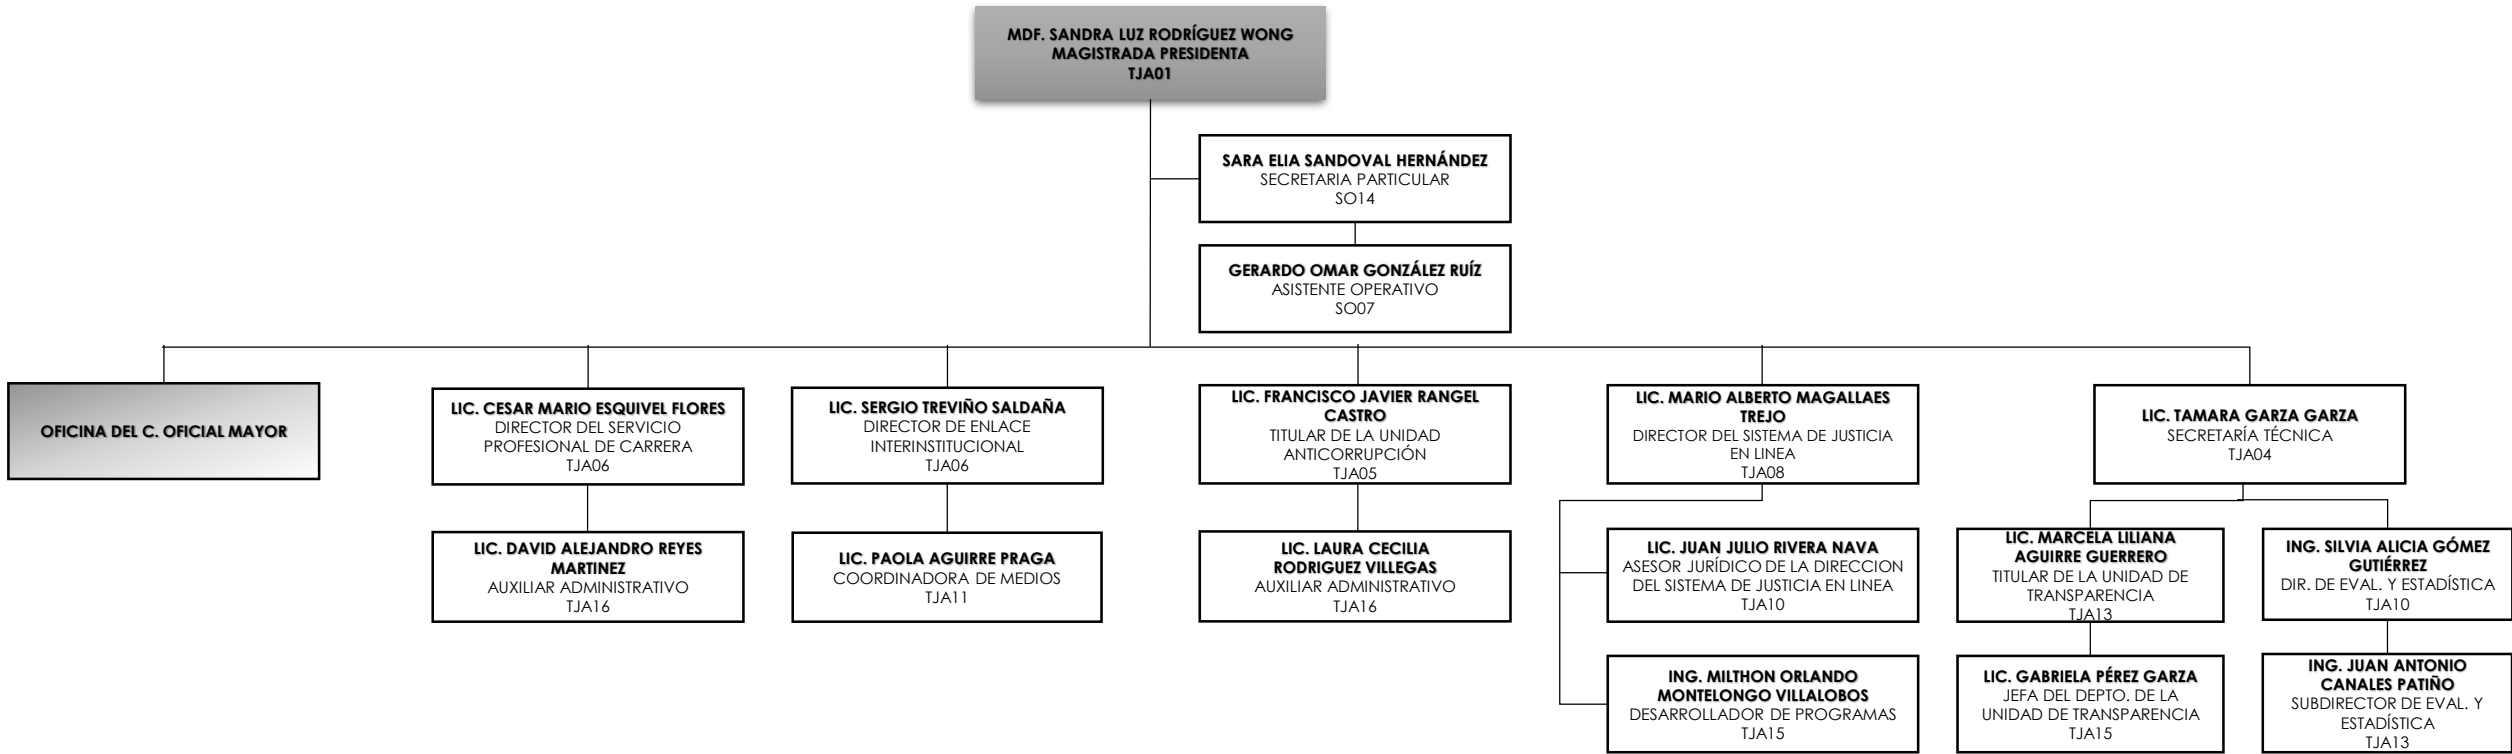 MDF. SANDRA LUZ RODRÍGUEZ WONG
MAGISTRADA PRESIDENTA
TJA01
SARA ELIA SANDOVAL HERNÁNDEZ
SECRETARIA PARTICULAR
SO14
GERARDO OMAR GONZÁLEZ RUÍZ
ASISTENTE OPERATIVO
SO07
OFICINA DEL C. OFICIAL MAYOR
LIC. CESAR MARIO ESQUIVEL FLORES
DIRECTOR DEL SERVICIO
PROFESIONAL DE CARRERA
TJA06
LIC. SERGIO TREVIÑO SALDAÑA
DIRECTOR DE ENLACE
INTERINSTITUCIONAL
TJA06
LIC. FRANCISCO JAVIER RANGEL
CASTRO
TITULAR DE LA UNIDAD
ANTICORRUPCIÓN
TJA05
LIC. MARIO ALBERTO MAGALLAES
TREJO
DIRECTOR DEL SISTEMA DE JUSTICIA
EN LINEA
TJA08
LIC. TAMARA GARZA GARZA
SECRETARÍA TÉCNICA
TJA04
LIC. DAVID ALEJANDRO REYES
MARTINEZ
AUXILIAR ADMINISTRATIVO
TJA16
LIC. PAOLA AGUIRRE PRAGA
COORDINADORA DE MEDIOS
TJA11
LIC. LAURA CECILIA
RODRIGUEZ VILLEGAS
AUXILIAR ADMINISTRATIVO
TJA16
LIC. JUAN JULIO RIVERA NAVA
ASESOR JURÍDICO DE LA DIRECCION
DEL SISTEMA DE JUSTICIA EN LINEA
TJA10
LIC. MARCELA LILIANA
AGUIRRE GUERRERO
TITULAR DE LA UNIDAD DE
TRANSPARENCIA
TJA13
ING. SILVIA ALICIA GÓMEZ
GUTIÉRREZ
DIR. DE EVAL. Y ESTADÍSTICA
TJA10
ING. MILTHON ORLANDO
MONTELONGO VILLALOBOS
DESARROLLADOR DE PROGRAMAS
TJA15
LIC. GABRIELA PÉREZ GARZA
JEFA DEL DEPTO. DE LA
UNIDAD DE TRANSPARENCIA
TJA15
ING. JUAN ANTONIO
CANALES PATIÑO
SUBDIRECTOR DE EVAL. Y
ESTADÍSTICA
TJA13